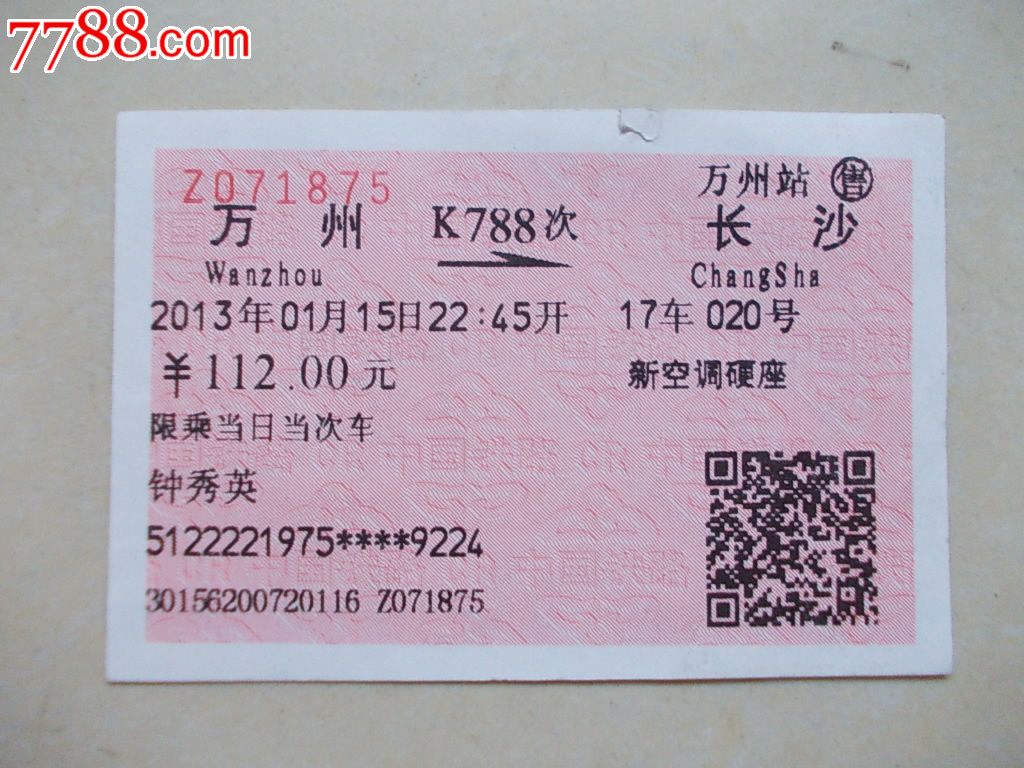 7788.com
Z071875
万州站 售
万州 K788次 长沙
Wanzhou ChangSha
2013年01月15日22:45开 17车 020号
￥112.00元 新空调硬座
限乘当日当次车
钟秀英
5122221975****9224
30156200720116 Z071875